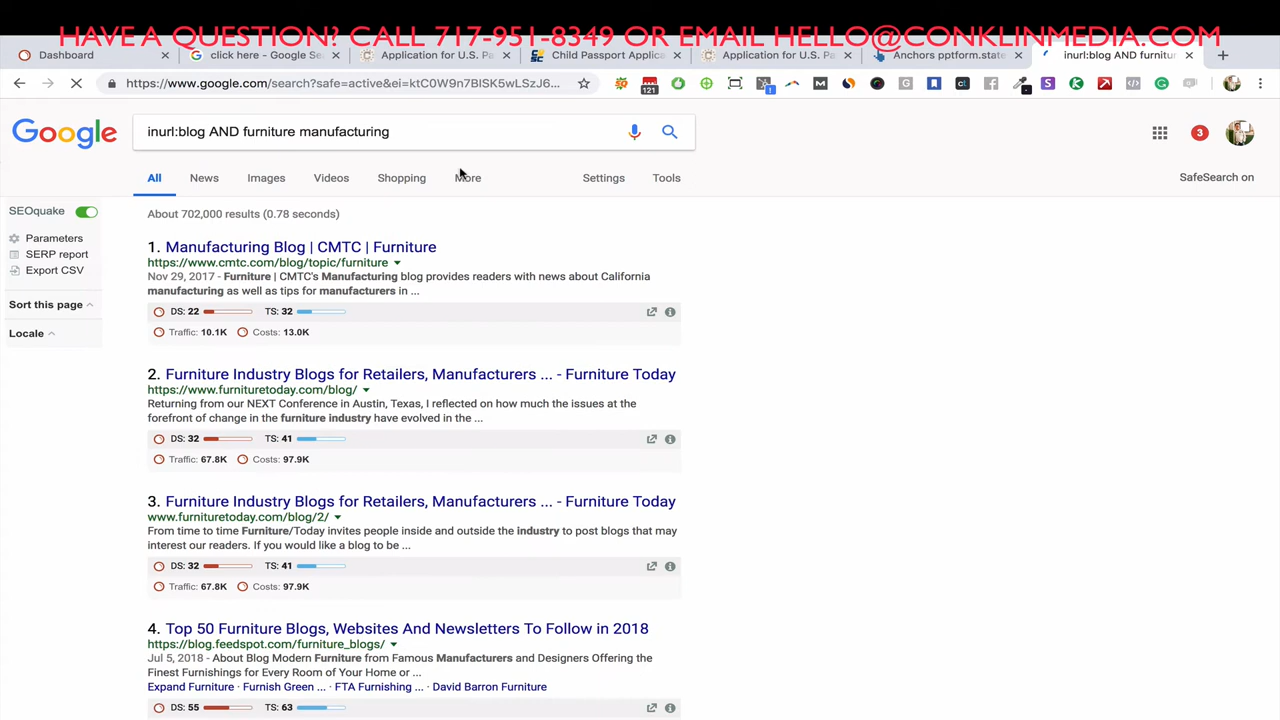 HAVE A QUESTION? CALL 717-951-8349 OR EMAIL HELLO@CONKLINMEDIA.COM
Dashboard
click here - Google Se
Application for U.S. Pa
Child Passport Applic
Application for U.S. Pa
Anchors pptform.state
inurl:blog AND furnitur
https://www.google.com/search?safe=active&ei=ktC0W9n7BISK5wLSzJ6...
121
Google
inurl:blog AND furniture manufacturing
3
All
News
Images
Videos
Shopping
More
Settings
Tools
SafeSearch on
SEOquake
Parameters
SERP report
Export CSV
Sort this page
Locale
About 702,000 results (0.78 seconds)
1. Manufacturing Blog | CMTC | Furniture
https://www.cmtc.com/blog/topic/furniture
Nov 29, 2017 - Furniture | CMTC's Manufacturing blog provides readers with news about California
manufacturing as well as tips for manufacturers in ...
DS: 22 TS: 32
Traffic: 10.1K Costs: 13.0K
2. Furniture Industry Blogs for Retailers, Manufacturers ... - Furniture Today
https://www.furnituretoday.com/blog/
Returning from our NEXT Conference in Austin, Texas, I reflected on how much the issues at the
forefront of change in the furniture industry have evolved in the ...
DS: 32 TS: 41
Traffic: 67.8K Costs: 97.9K
3. Furniture Industry Blogs for Retailers, Manufacturers ... - Furniture Today
www.furnituretoday.com/blog/2/
From time to time Furniture/Today invites people inside and outside the industry to post blogs that may
interest our readers. If you would like a blog to be ...
DS: 32 TS: 41
Traffic: 67.8K Costs: 97.9K
4. Top 50 Furniture Blogs, Websites And Newsletters To Follow in 2018
https://blog.feedspot.com/furniture_blogs/
Jul 5, 2018 - About Blog Modern Furniture from Famous Manufacturers and Designers Offering the
Finest Furnishings for Every Room of Your Home or ...
Expand Furniture · Furnish Green ... · FTA Furnishing ... · David Barron Furniture
DS: 55 TS: 63